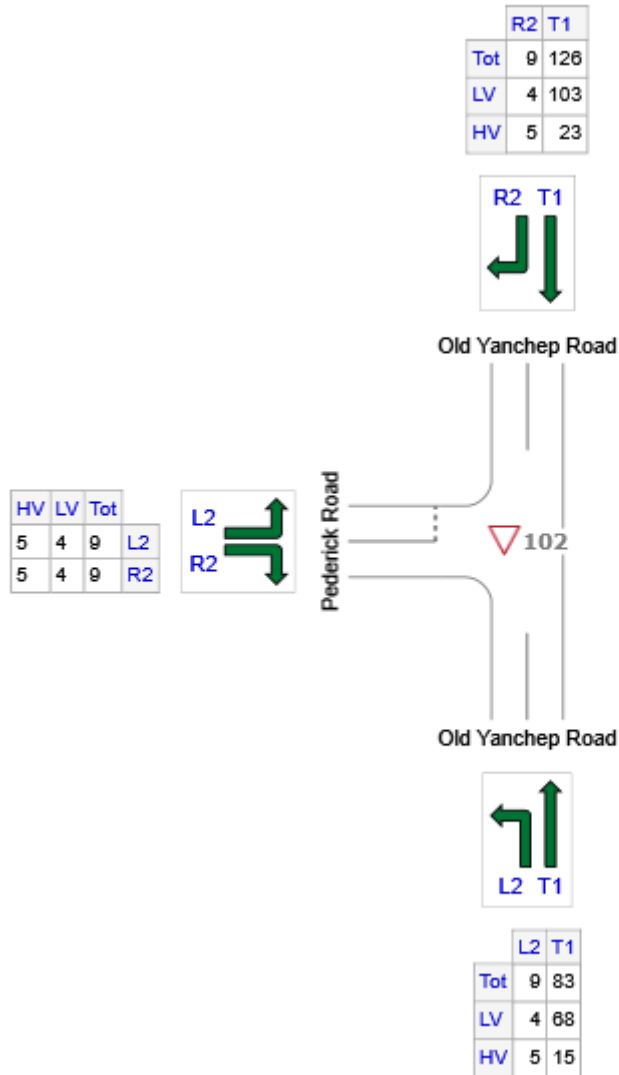 R2 T1
Tot 9 126
LV 4 103
HV 5 23
R2 T1
Old Yanchep Road
HV LV Tot
5 4 9 L2
5 4 9 R2
L2
R2
Pederick Road
102
Old Yanchep Road
L2 T1
L2 T1
Tot 9 83
LV 4 68
HV 5 15